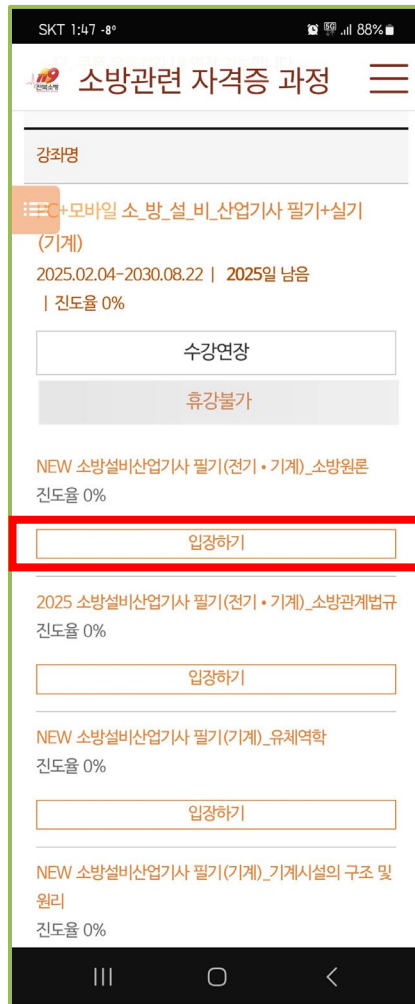 SKT 1:47 -8°
5G 88%
119
전북소방
소방관련 자격증 과정
강좌명
PC+모바일 소_방_설_비_산업기사 필기+실기
(기계)
2025.02.04-2030.08.22 | 2025일 남음
| 진도율 0%
수강연장
휴강불가
NEW 소방설비산업기사 필기(전기 • 기계)_소방원론
진도율 0%
입장하기
2025 소방설비산업기사 필기(전기 • 기계)_소방관계법규
진도율 0%
입장하기
NEW 소방설비산업기사 필기(기계)_유체역학
진도율 0%
입장하기
NEW 소방설비산업기사 필기(기계)_기계시설의 구조 및
원리
진도율 0%